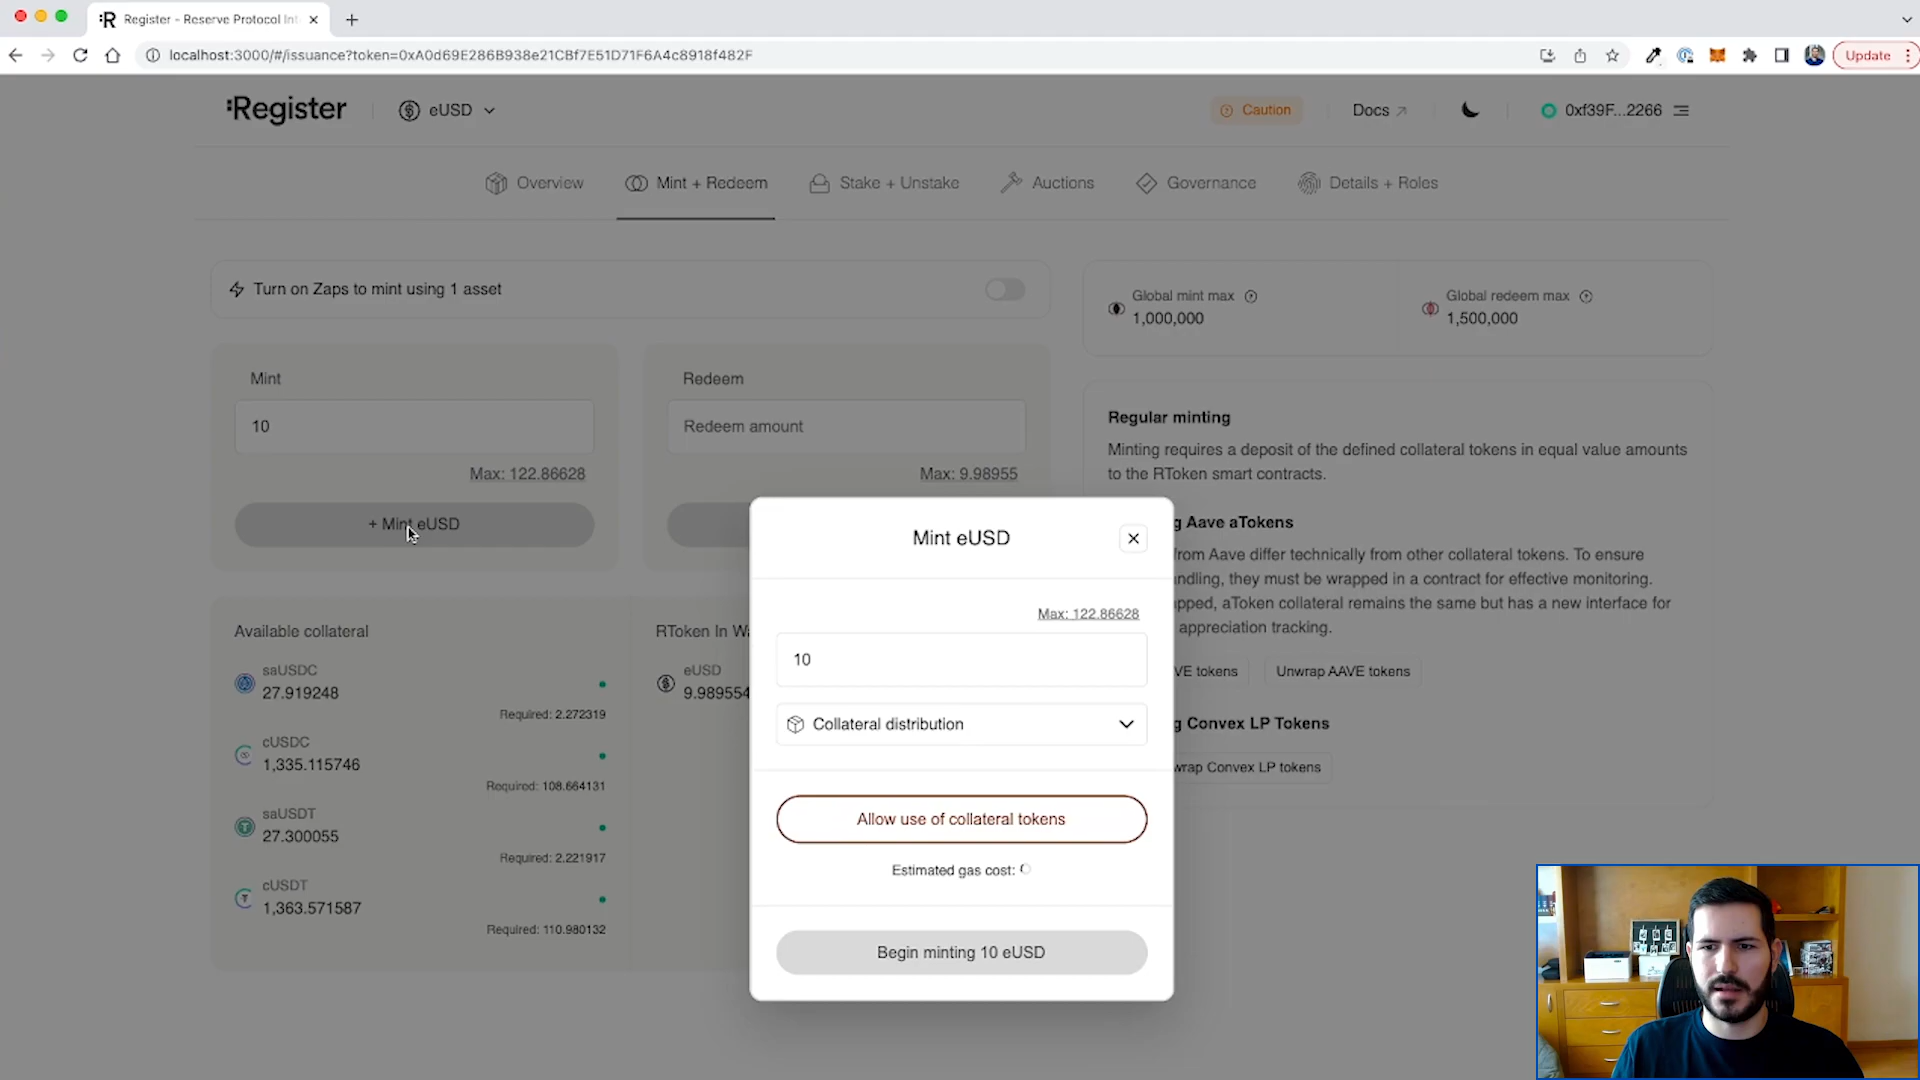 Register - Reserve Protocol Int
localhost:3000/#/issuance?token=0xA0d69E286B938e21CBf7E51D71F6A4c8918f482F
Update
Register
eUSD
Caution
Docs
0xf39F...2266
Overview
Mint + Redeem
Stake + Unstake
Auctions
Governance
Details + Roles
Turn on Zaps to mint using 1 asset
Global mint max
1,000,000
Global redeem max
1,500,000
Mint
10
Max: 122.86628
+ Mint eUSD
Redeem
Redeem amount
Max: 9.98955
Regular minting
Minting requires a deposit of the defined collateral tokens in equal value amounts
to the RToken smart contracts.
g Aave aTokens
from Aave differ technically from other collateral tokens. To ensure
ndling, they must be wrapped in a contract for effective monitoring.
pped, aToken collateral remains the same but has a new interface for
appreciation tracking.
VE tokens
Unwrap AAVE tokens
g Convex LP Tokens
wrap Convex LP tokens
Available collateral
saUSDC
27.919248
Required: 2.272319
cUSDC
1,335.115746
Required: 108.664131
saUSDT
27.300055
Required: 2.221917
cUSDT
1,363.571587
Required: 110.980132
RToken In Wa
eUSD
9.989554
Mint eUSD
Max: 122.86628
10
Collateral distribution
Allow use of collateral tokens
Estimated gas cost:
Begin minting 10 eUSD